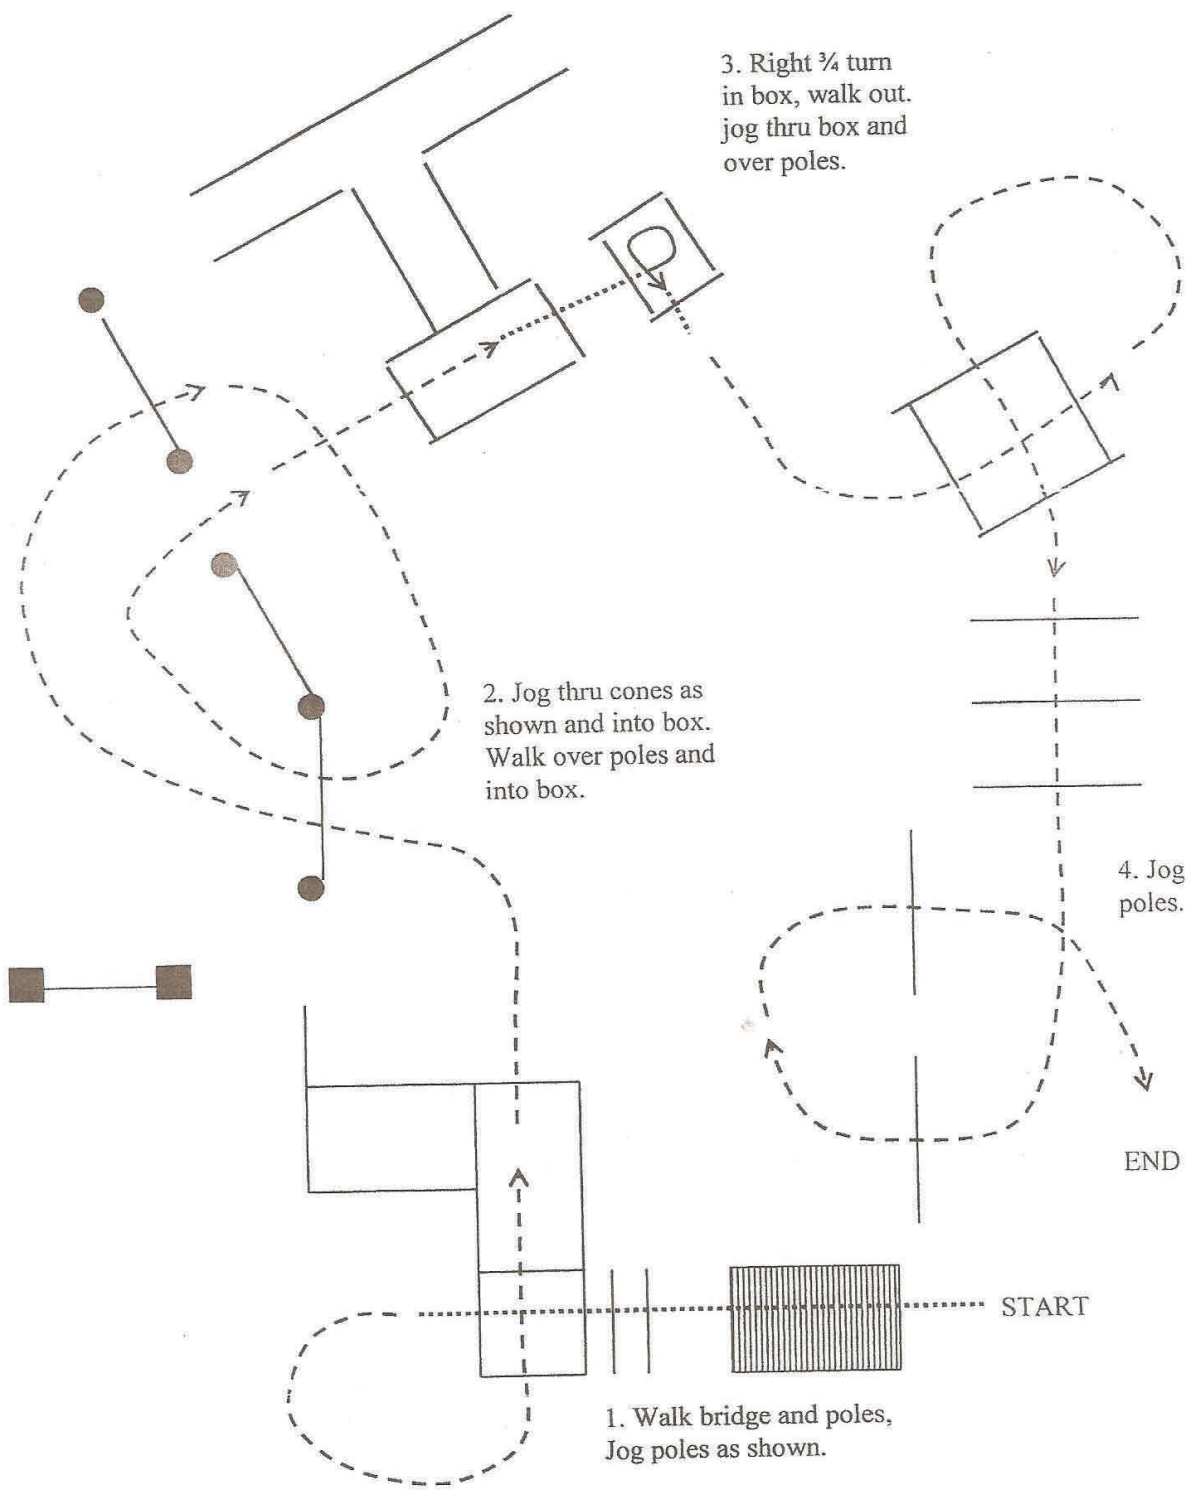 3. Right ¾ turn
in box, walk out.
jog thru box and
over poles.
2. Jog thru cones as
shown and into box.
Walk over poles and
into box.
4. Jog
poles.
END
START
1. Walk bridge and poles,
Jog poles as shown.